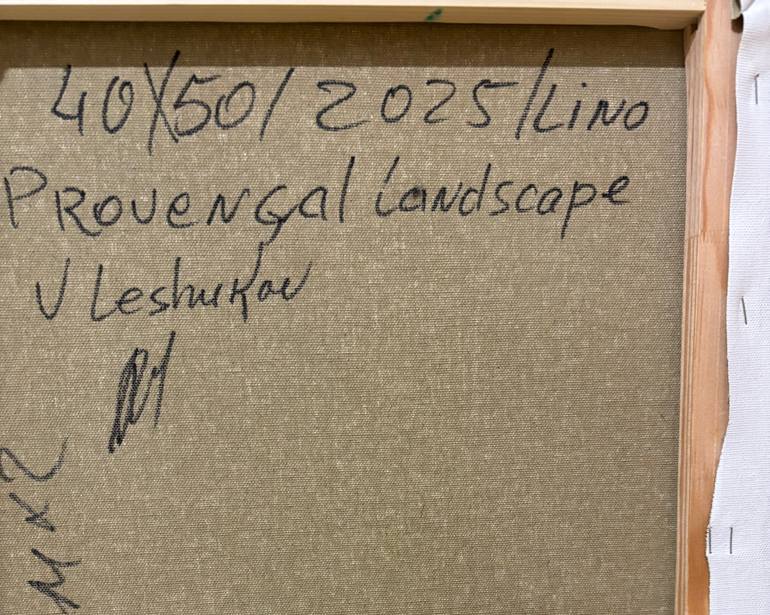 40X50/2025/Lino
Provençal landscape
V Leshukov